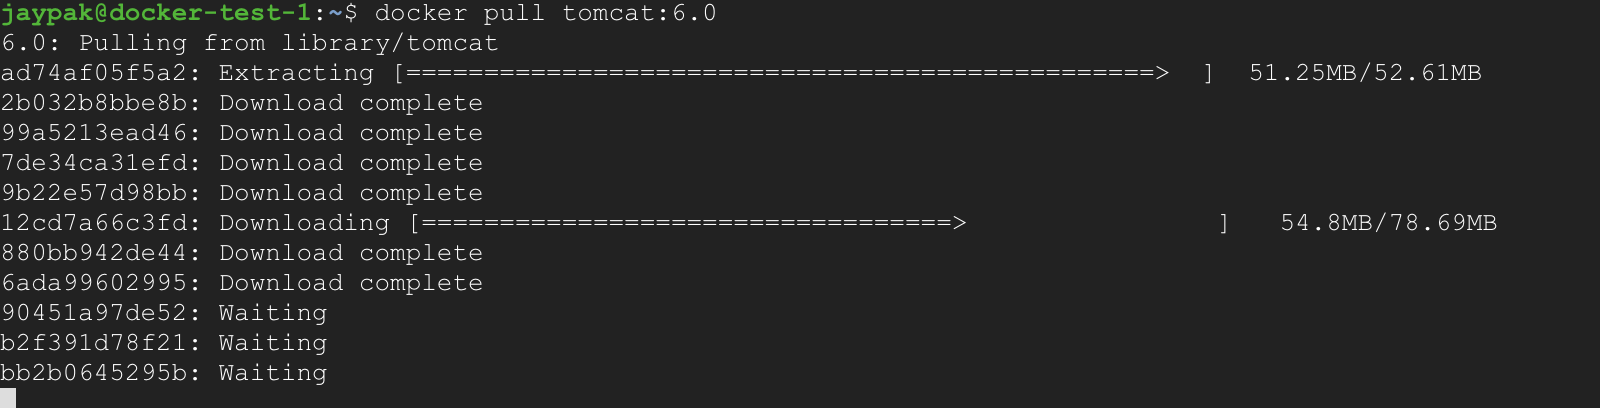 jaypak@docker-test-1:~$ docker pull tomcat:6.0
6.0: Pulling from library/tomcat
ad74af05f5a2: Extracting [================================================>  ]  51.25MB/52.61MB
2b032b8bbe8b: Download complete
99a5213ead46: Download complete
7de34ca31efd: Download complete
9b22e57d98bb: Download complete
12cd7a66c3fd: Downloading [==================================>                ]   54.8MB/78.69MB
880bb942de44: Download complete
6ada99602995: Download complete
90451a97de52: Waiting
b2f391d78f21: Waiting
bb2b0645295b: Waiting